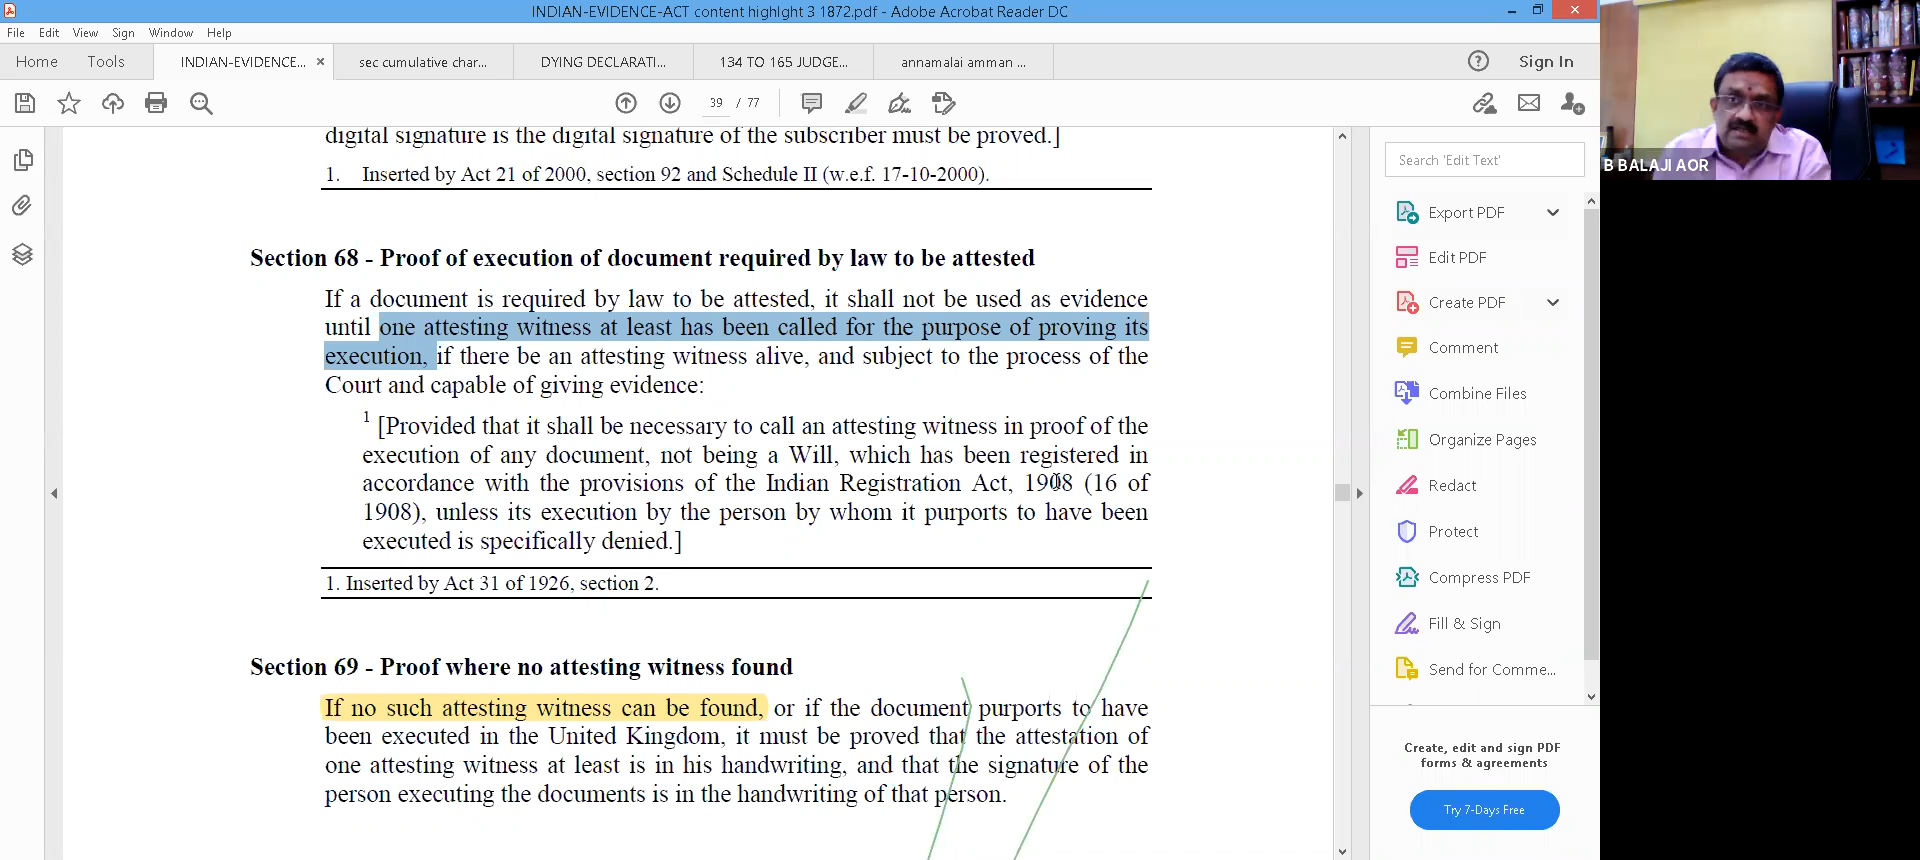 INDIAN-EVIDENCE-ACT content highlght 3 1872.pdf - Adobe Acrobat Reader DC
File Edit View Sign Window Help
Home Tools INDIAN-EVIDENCE... × sec cumulative char... DYING DECLARATI... 134 TO 165 JUDGE... annamalai amman ... Sign In
39 / 77
digital signature is the digital signature of the subscriber must be proved.]
1. Inserted by Act 21 of 2000, section 92 and Schedule II (w.e.f. 17-10-2000).
Section 68 - Proof of execution of document required by law to be attested
If a document is required by law to be attested, it shall not be used as evidence
until one attesting witness at least has been called for the purpose of proving its
execution, if there be an attesting witness alive, and subject to the process of the
Court and capable of giving evidence:
1 [Provided that it shall be necessary to call an attesting witness in proof of the
execution of any document, not being a Will, which has been registered in
accordance with the provisions of the Indian Registration Act, 1908 (16 of
1908), unless its execution by the person by whom it purports to have been
executed is specifically denied.]
1. Inserted by Act 31 of 1926, section 2.
Section 69 - Proof where no attesting witness found
If no such attesting witness can be found, or if the document purports to have
been executed in the United Kingdom, it must be proved that the attestation of
one attesting witness at least is in his handwriting, and that the signature of the
person executing the documents is in the handwriting of that person.
Search 'Edit Text'
Export PDF
Edit PDF
Create PDF
Comment
Combine Files
Organize Pages
Redact
Protect
Compress PDF
Fill & Sign
Send for Comme...
Create, edit and sign PDF
forms & agreements
Try 7-Days Free
B BALAJI AOR